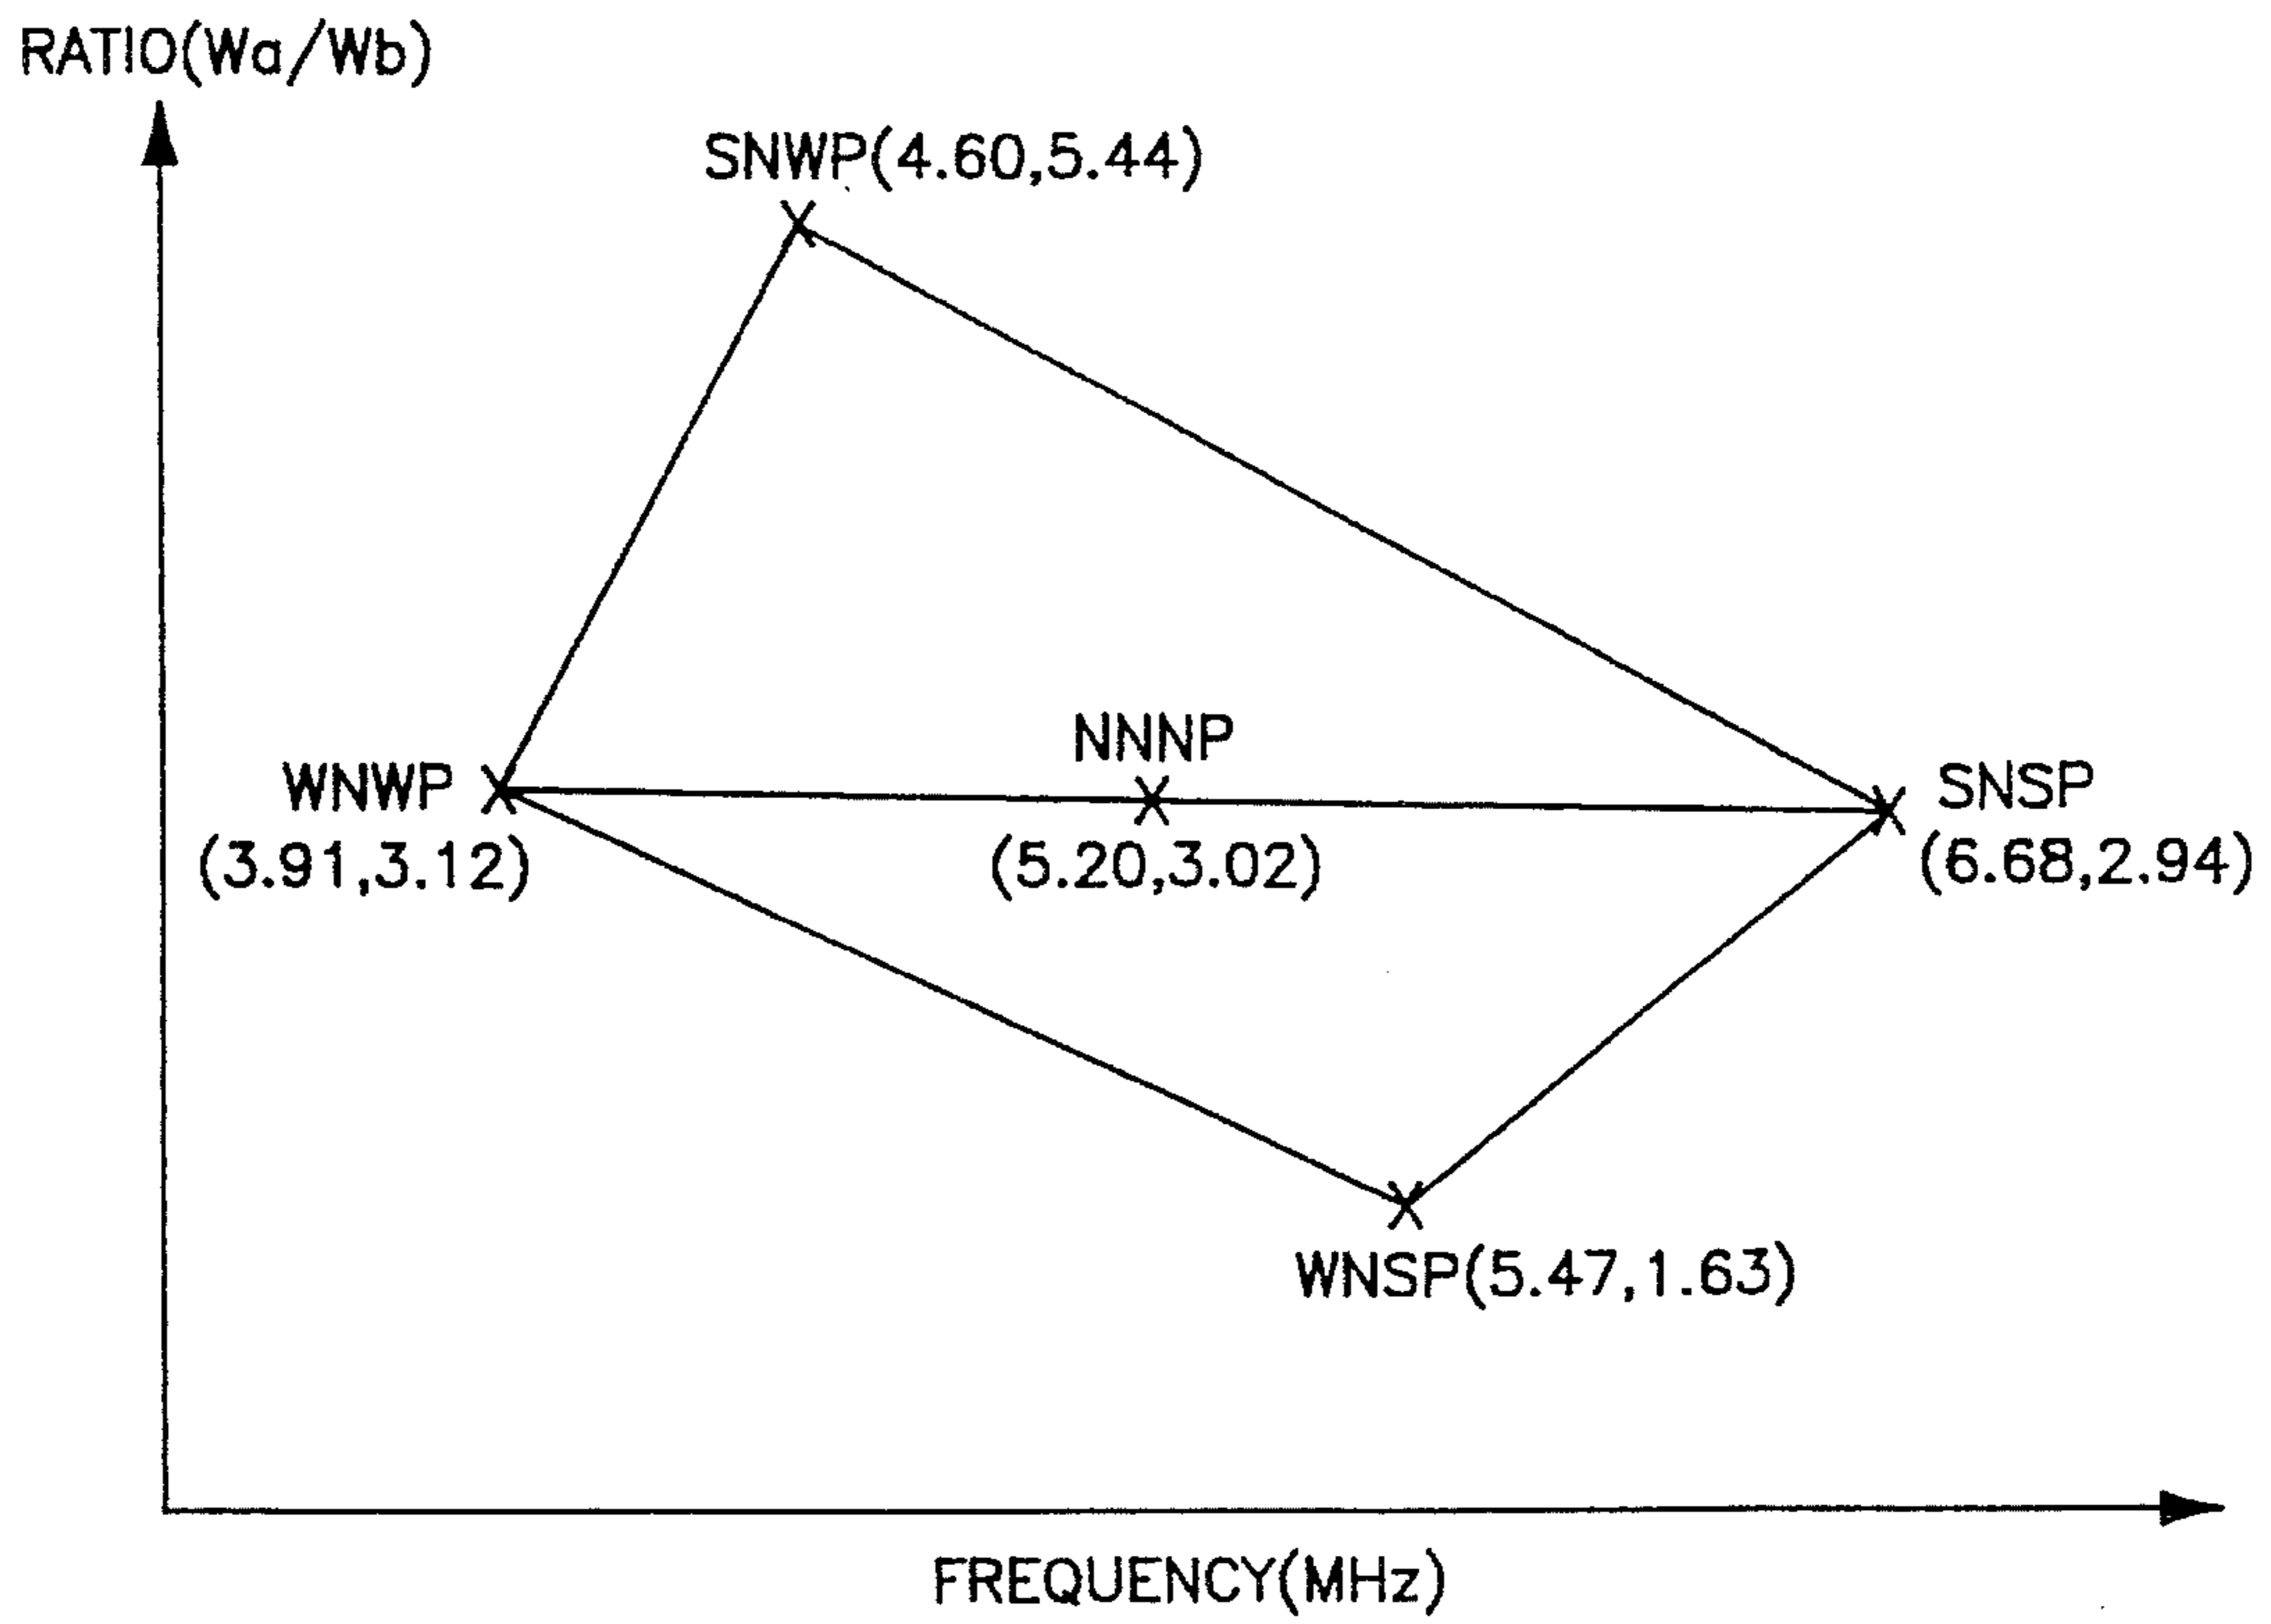 RATIO(Wa/Wb)
SNWP(4.60,5.44)
NNNP
WNWP
SNSP
(3.91,3.12)
(5.20,3.02)
(6.68,2.94)
WNSP(5.47,1.63)
FREQUENCY(MHz)